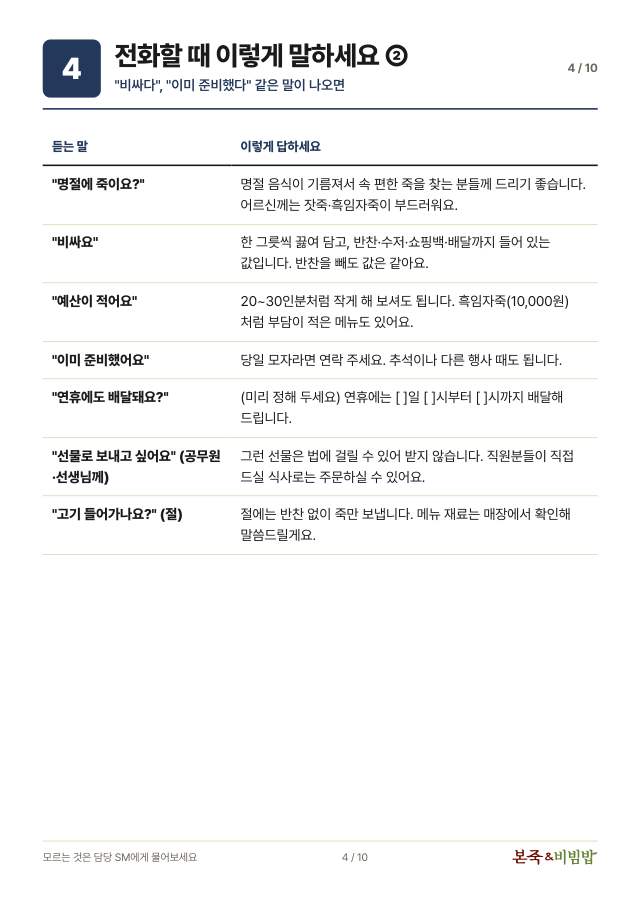 4
전화할 때 이렇게 말하세요 ②
"비싸다", "이미 준비했다" 같은 말이 나오면
4 / 10
듣는 말
이렇게 답하세요
"명절에 죽이요?"
명절 음식이 기름져서 속 편한 죽을 찾는 분들께 드리기 좋습니다.
어르신께는 잣죽·흑임자죽이 부드러워요.
"비싸요"
한 그릇씩 끓여 담고, 반찬·수저·쇼핑백·배달까지 들어 있는
값입니다. 반찬을 빼도 값은 같아요.
"예산이 적어요"
20~30인분처럼 작게 해 보셔도 됩니다. 흑임자죽(10,000원)
처럼 부담이 적은 메뉴도 있어요.
"이미 준비했어요"
당일 모자라면 연락 주세요. 추석이나 다른 행사 때도 됩니다.
"연휴에도 배달돼요?"
(미리 정해 두세요) 연휴에는 [ ]일 [ ]시부터 [ ]시까지 배달해
드립니다.
"선물로 보내고 싶어요" (공무원
·선생님께)
그런 선물은 법에 걸릴 수 있어 받지 않습니다. 직원분들이 직접
드실 식사로는 주문하실 수 있어요.
"고기 들어가나요?" (절)
절에는 반찬 없이 죽만 보냅니다. 메뉴 재료는 매장에서 확인해
말씀드릴게요.
모르는 것은 담당 SM에게 물어보세요
4 / 10
본죽&비빔밥